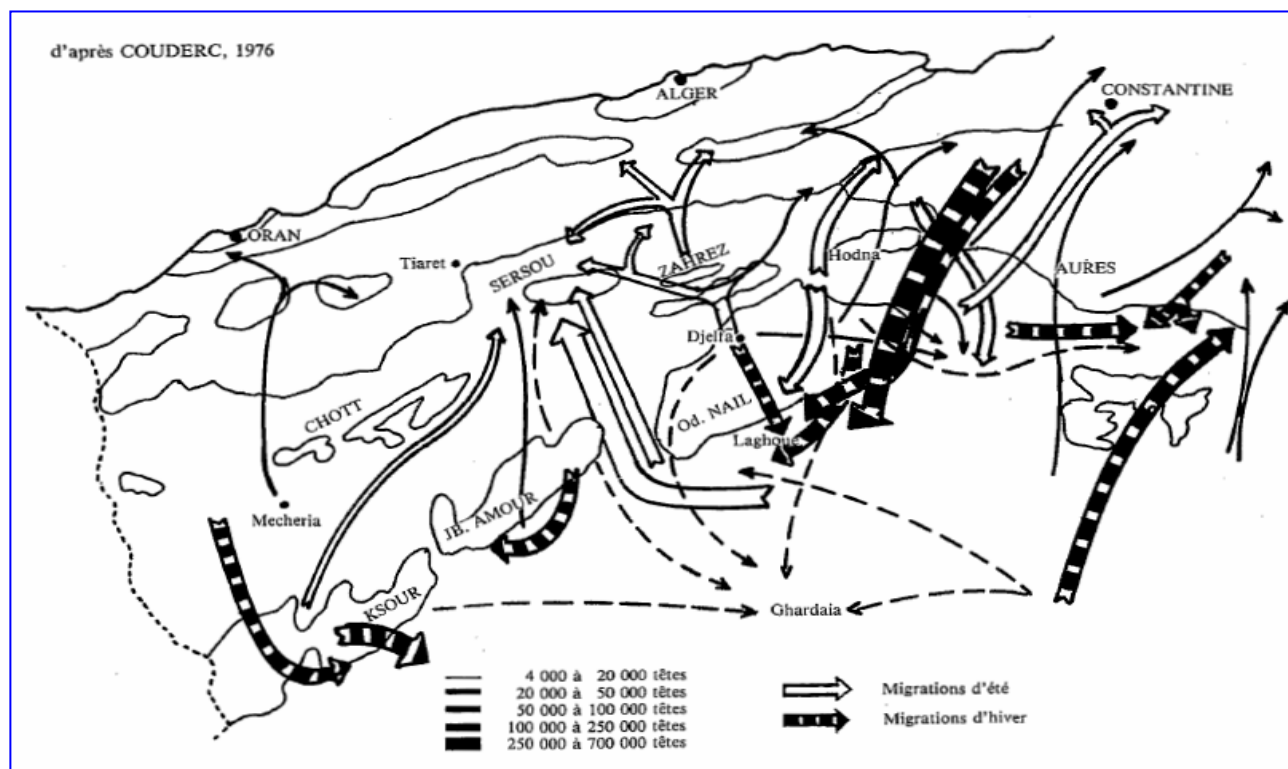 d'après COUDERC, 1976
ALGER
CONSTANTINE
ORAN
Tiaret
SERSOU
ZAHREZ
Hodna
AURES
Djelfa
CHOTT
Od. NAIL
Laghoue
Mecheria
JB. AMOUR
KSOUR
Ghardaia
4 000 à 20 000 têtes
20 000 à 50 000 têtes
50 000 à 100 000 têtes
100 000 à 250 000 têtes
250 000 à 700 000 têtes
Migrations d'été
Migrations d'hiver